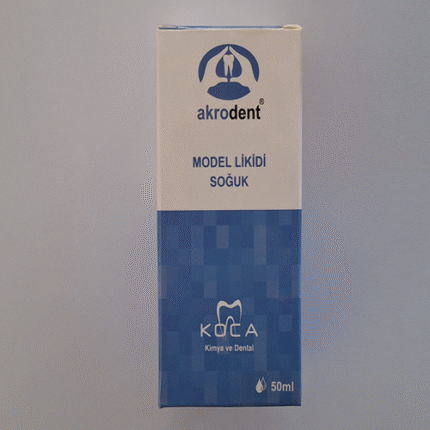 akrodent®
MODEL LİKİDİ
SOĞUK
KOCA
Kimya ve Dental
50ml